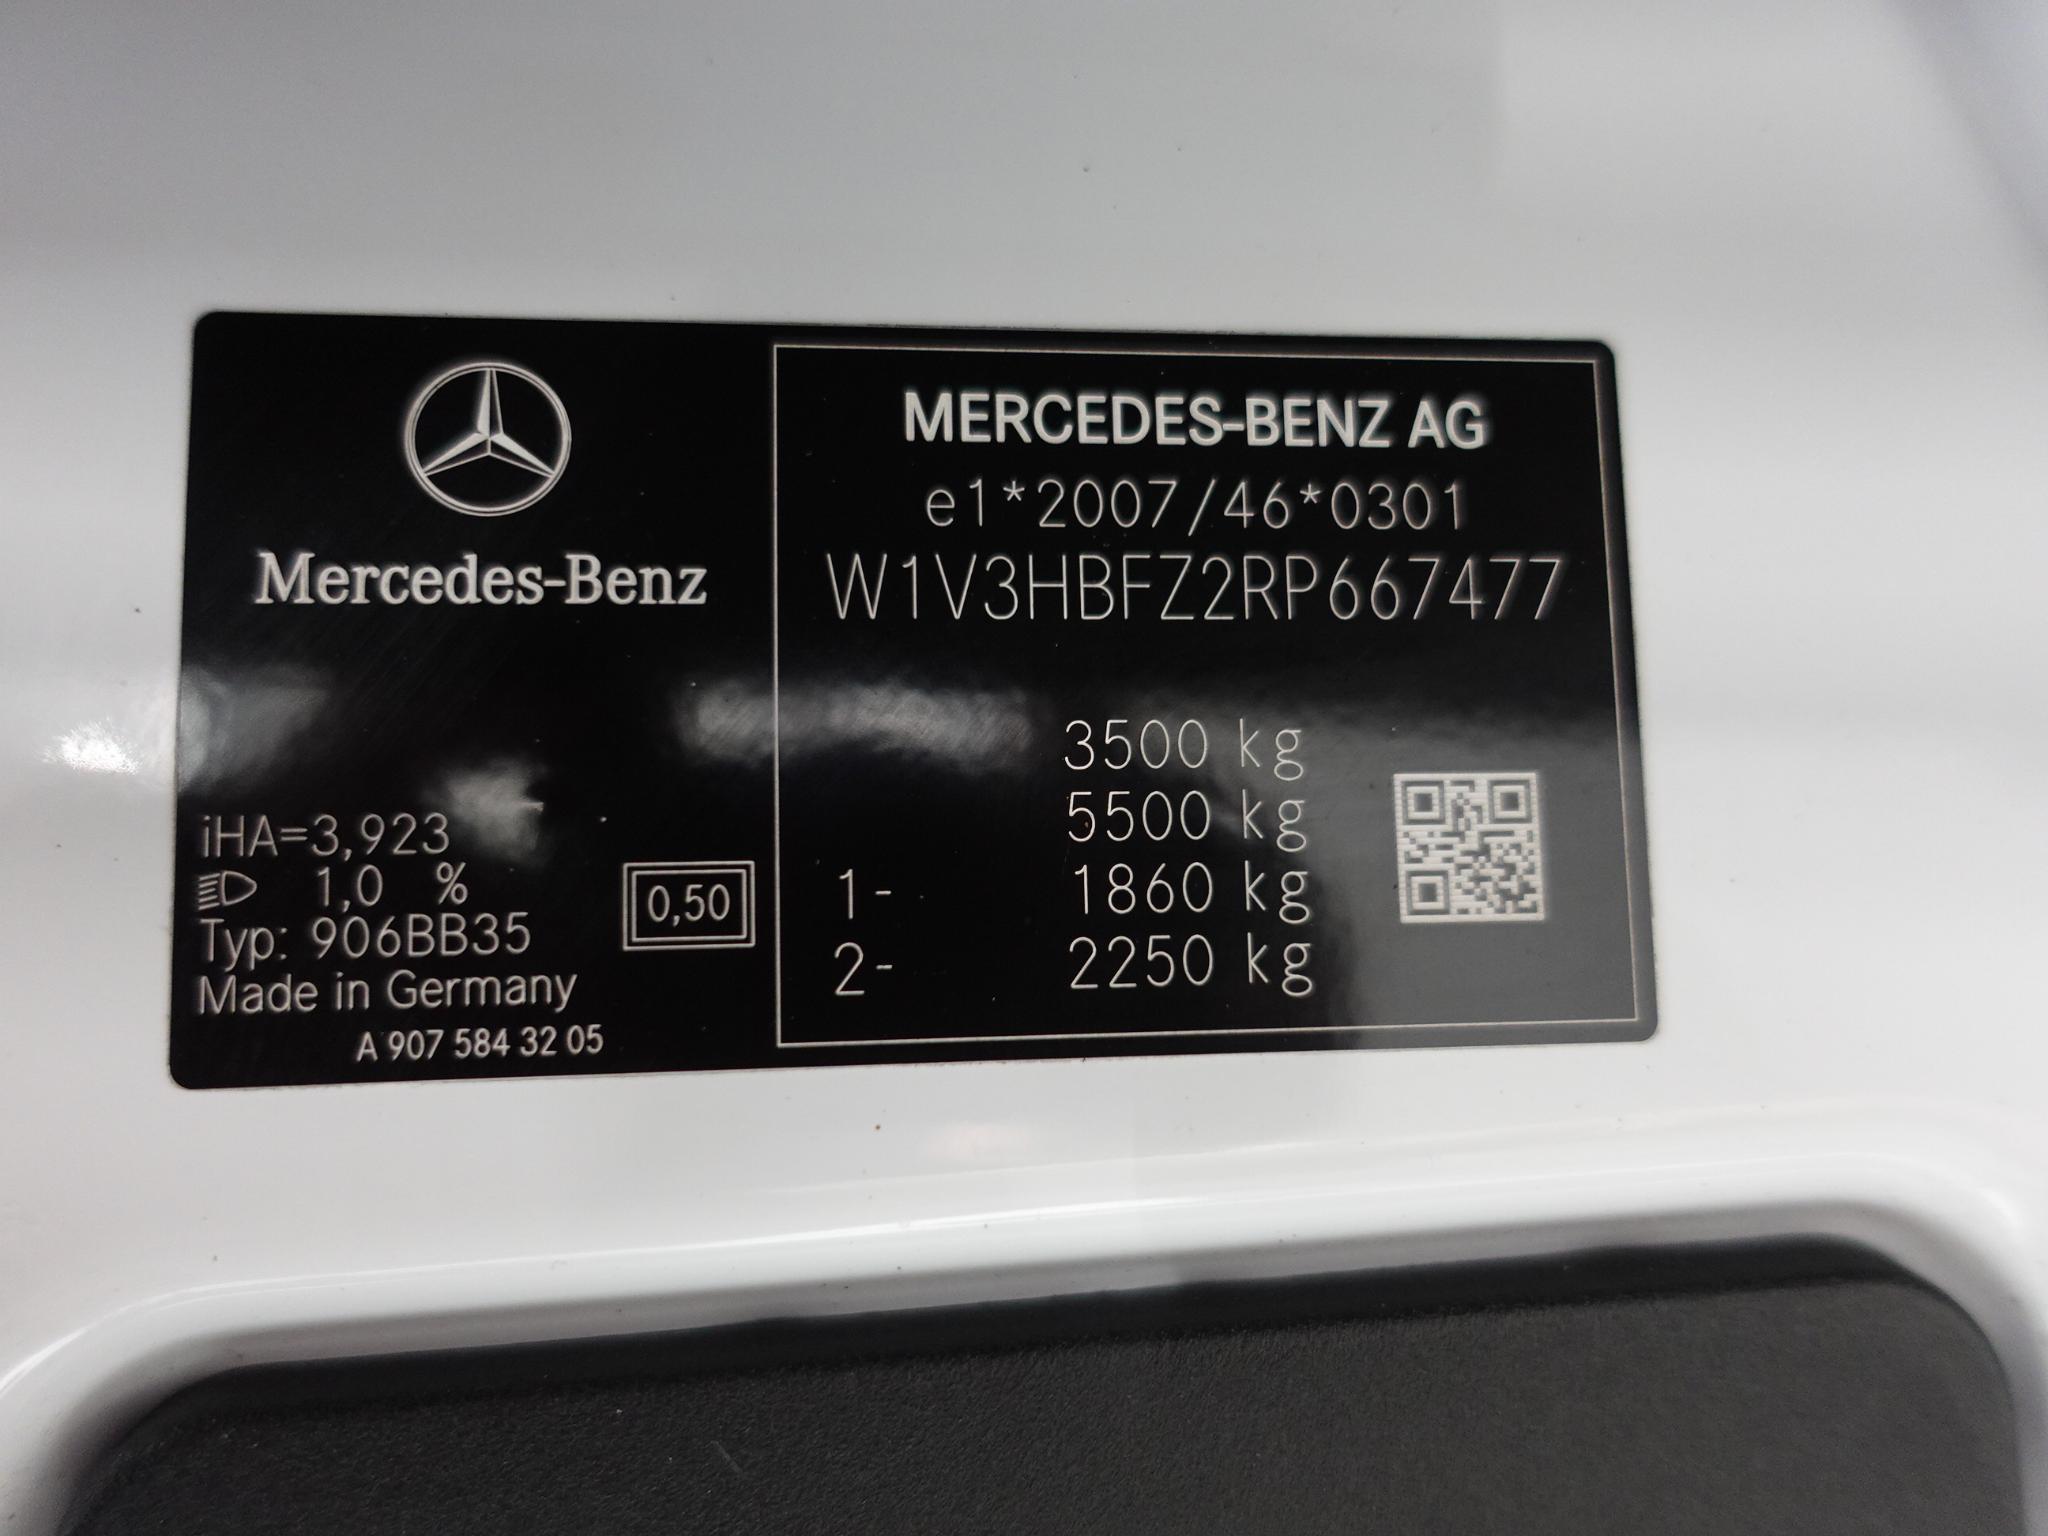 Mercedes-Benz
iHA=3,923
1,0 %
Typ: 906BB35
Made in Germany
A 907 584 32 05
0,50
MERCEDES-BENZ AG
e1*2007/46*0301
W1V3HBFZ2RP667477
3500 kg
5500 kg
1- 1860 kg
2- 2250 kg